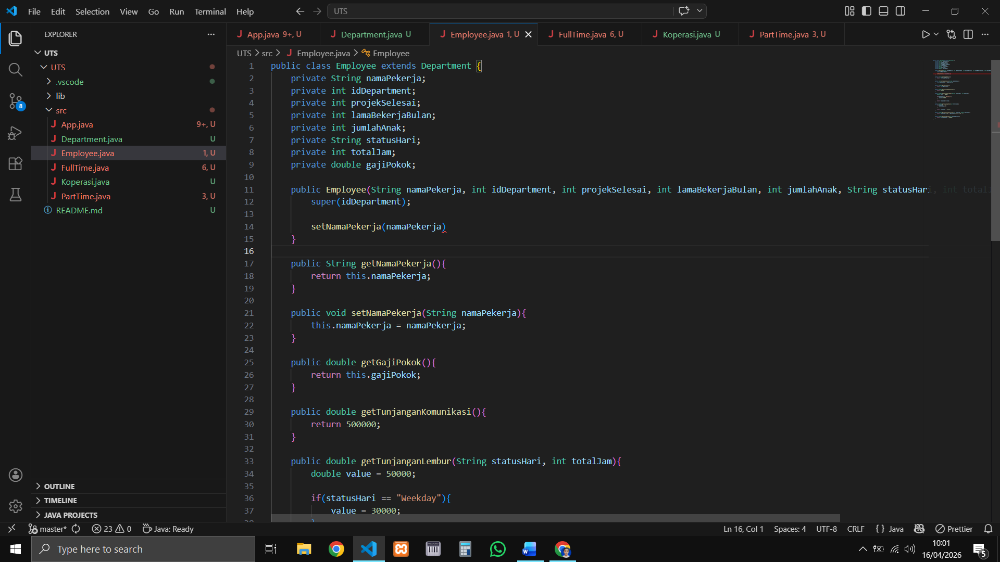 File Edit Selection View Go Run Terminal Help
UTS
EXPLORER
UTS
UTS
.vscode
lib
src
App.java 9+, U
Department.java U
Employee.java 1, U
FullTime.java 6, U
Koperasi.java U
PartTime.java 3, U
README.md U
OUTLINE
TIMELINE
JAVA PROJECTS
8
App.java 9+, U
Department.java U
Employee.java 1, U
FullTime.java 6, U
Koperasi.java U
PartTime.java 3, U
UTS > src > Employee.java > Employee
1 public class Employee extends Department {
2 private String namaPekerja;
3 private int idDepartment;
4 private int projekSelesai;
5 private int lamaBekerjaBulan;
6 private int jumlahAnak;
7 private String statusHari;
8 private int totalJam;
9 private double gajiPokok;
10
11 public Employee(String namaPekerja, int idDepartment, int projekSelesai, int lamaBekerjaBulan, int jumlahAnak, String statusHari, int totalJ
12 super(idDepartment);
13
14 setNamaPekerja(namaPekerja)
15 }
16
17 public String getNamaPekerja(){
18 return this.namaPekerja;
19 }
20
21 public void setNamaPekerja(String namaPekerja){
22 this.namaPekerja = namaPekerja;
23 }
24
25 public double getGajiPokok(){
26 return this.gajiPokok;
27 }
28
29 public double getTunjanganKomunikasi(){
30 return 500000;
31 }
32
33 public double getTunjanganLembur(String statusHari, int totalJam){
34 double value = 50000;
35
36 if(statusHari == "Weekday"){
37 value = 30000;
38 }
master* 23 0 Java: Ready
Ln 16, Col 1 Spaces: 4 UTF-8 CRLF { } Java Prettier
Type here to search
10:01
16/04/2026
5